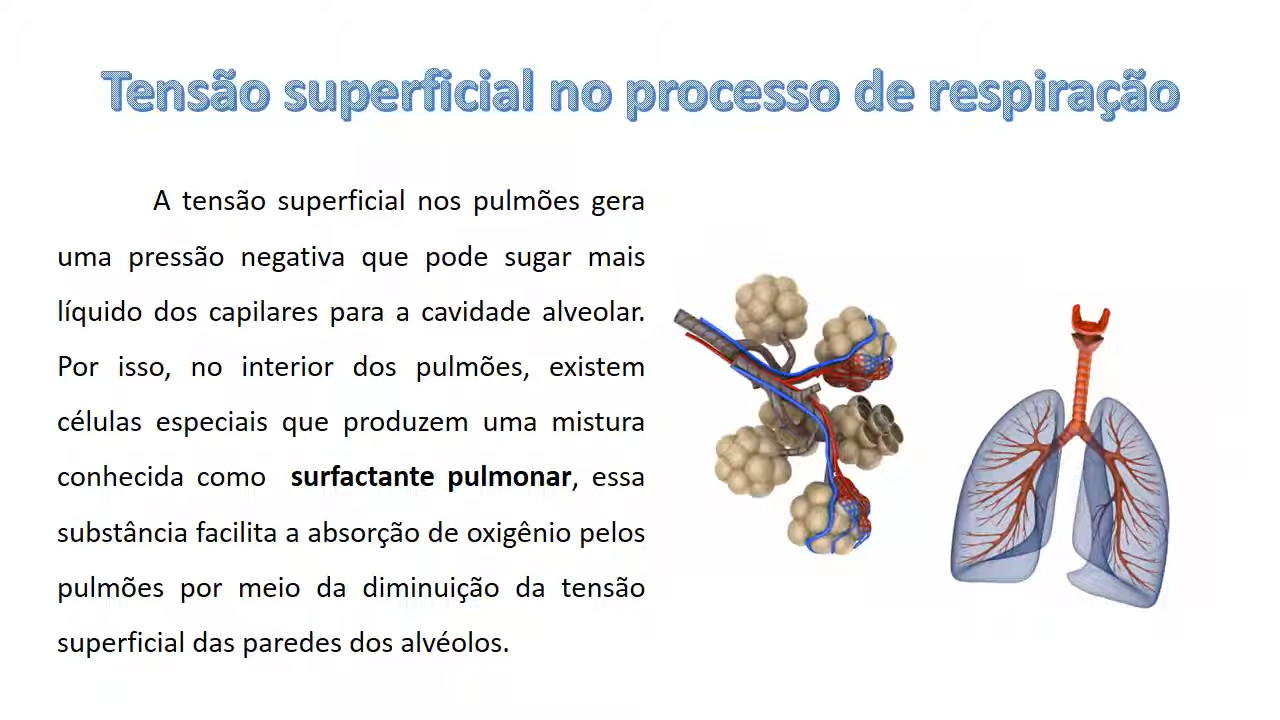 Tensão superficial no processo de respiração
A tensão superficial nos pulmões gera
uma pressão negativa que pode sugar mais
líquido dos capilares para a cavidade alveolar.
Por isso, no interior dos pulmões, existem
células especiais que produzem uma mistura
conhecida como surfactante pulmonar, essa
substância facilita a absorção de oxigênio pelos
pulmões por meio da diminuição da tensão
superficial das paredes dos alvéolos.